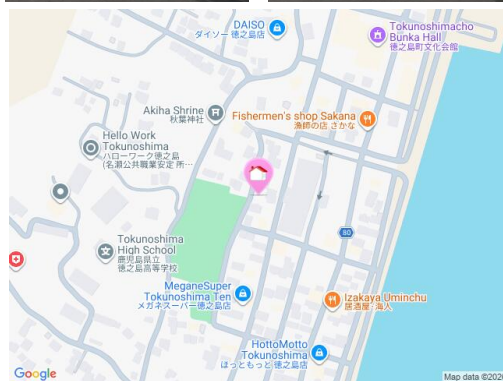 DAISO
ダイソー 徳之島店
Tokunoshimacho
Bunka Hall
徳之島町文化会館
Akiha Shrine
秋葉神社
Fishermen's shop Sakana
漁師の店 さかな
Hello Work
Tokunoshima
ハローワーク徳之島
(名瀬公共職業安定所…
Tokunoshima
High School
鹿児島県立
徳之島高等学校
80
MeganeSuper
Tokunoshima Ten
メガネスーパー徳之島店
Izakaya Uminchu
居酒屋 海人
HottoMotto
Tokunoshima
ほっともっと 徳之島店
Google
Map data ©202